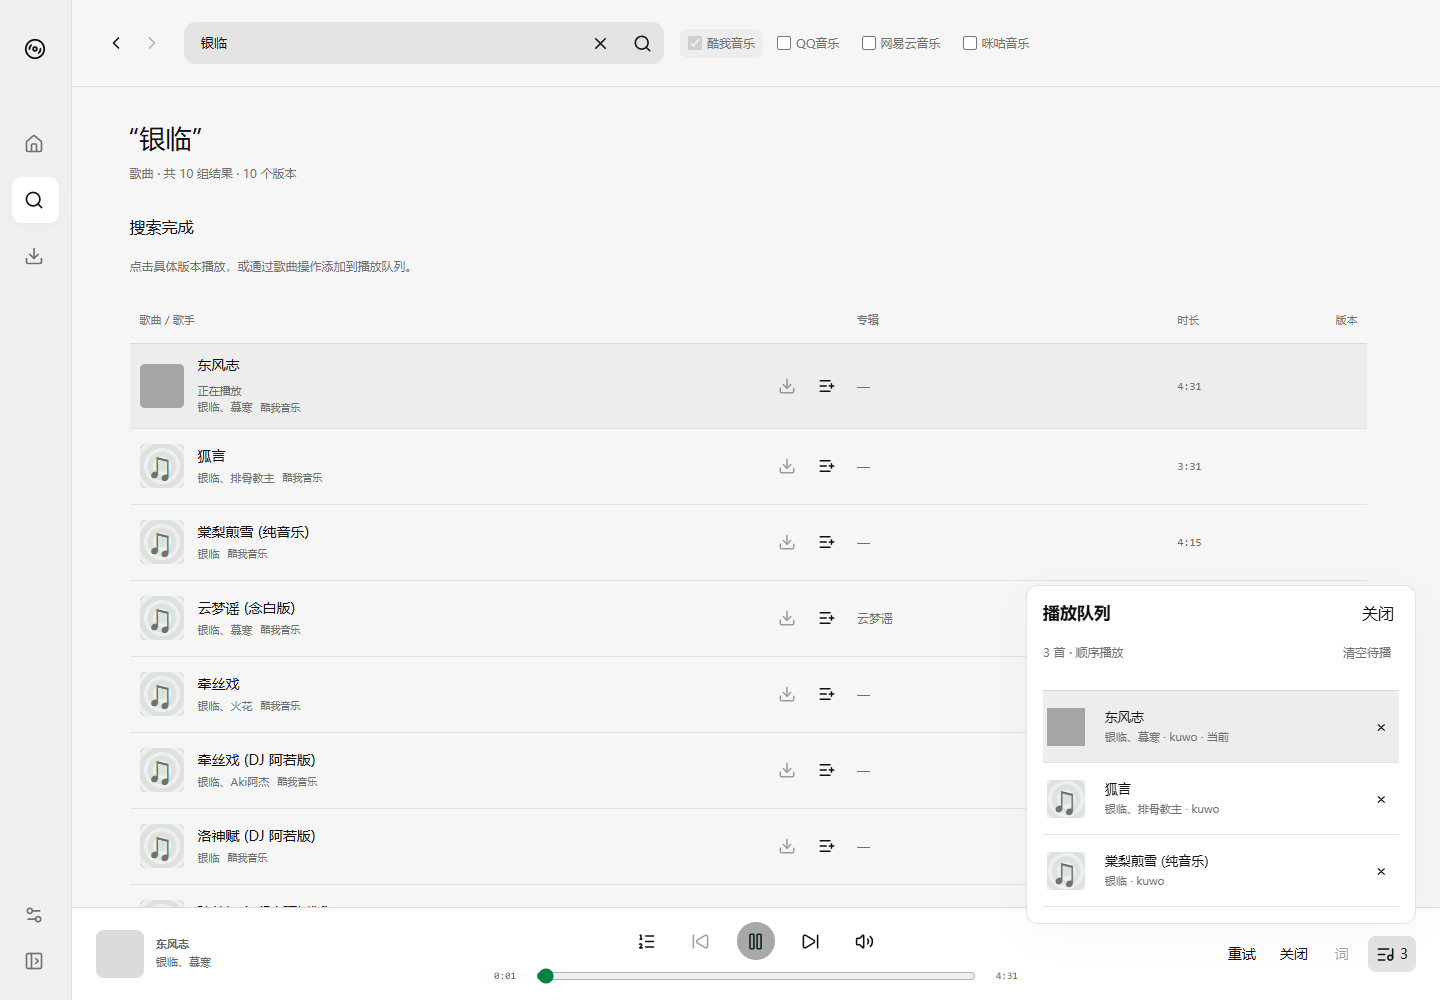 银临
酷我音乐 QQ音乐 网易云音乐 咪咕音乐
“银临”
歌曲 · 共 10 组结果 · 10 个版本
搜索完成
点击具体版本播放，或通过歌曲操作添加到播放队列。
歌曲 / 歌手 专辑 时长 版本
东风志
正在播放
银临、慕寒 酷我音乐
— 4:31
狐言
银临、排骨教主 酷我音乐
— 3:31
棠梨煎雪 (纯音乐)
银临 酷我音乐
— 4:15
云梦谣 (念白版)
银临、慕寒 酷我音乐
云梦谣
牵丝戏
银临、火花 酷我音乐
—
牵丝戏 (DJ 阿若版)
银临、Aki阿杰 酷我音乐
—
洛神赋 (DJ 阿若版)
银临 酷我音乐
—
播放队列 关闭
3 首 · 顺序播放 清空待播
东风志
银临、慕寒 · kuwo · 当前
狐言
银临、排骨教主 · kuwo
棠梨煎雪 (纯音乐)
银临 · kuwo
东风志
银临、慕寒
0:01 4:31
重试 关闭 词 3